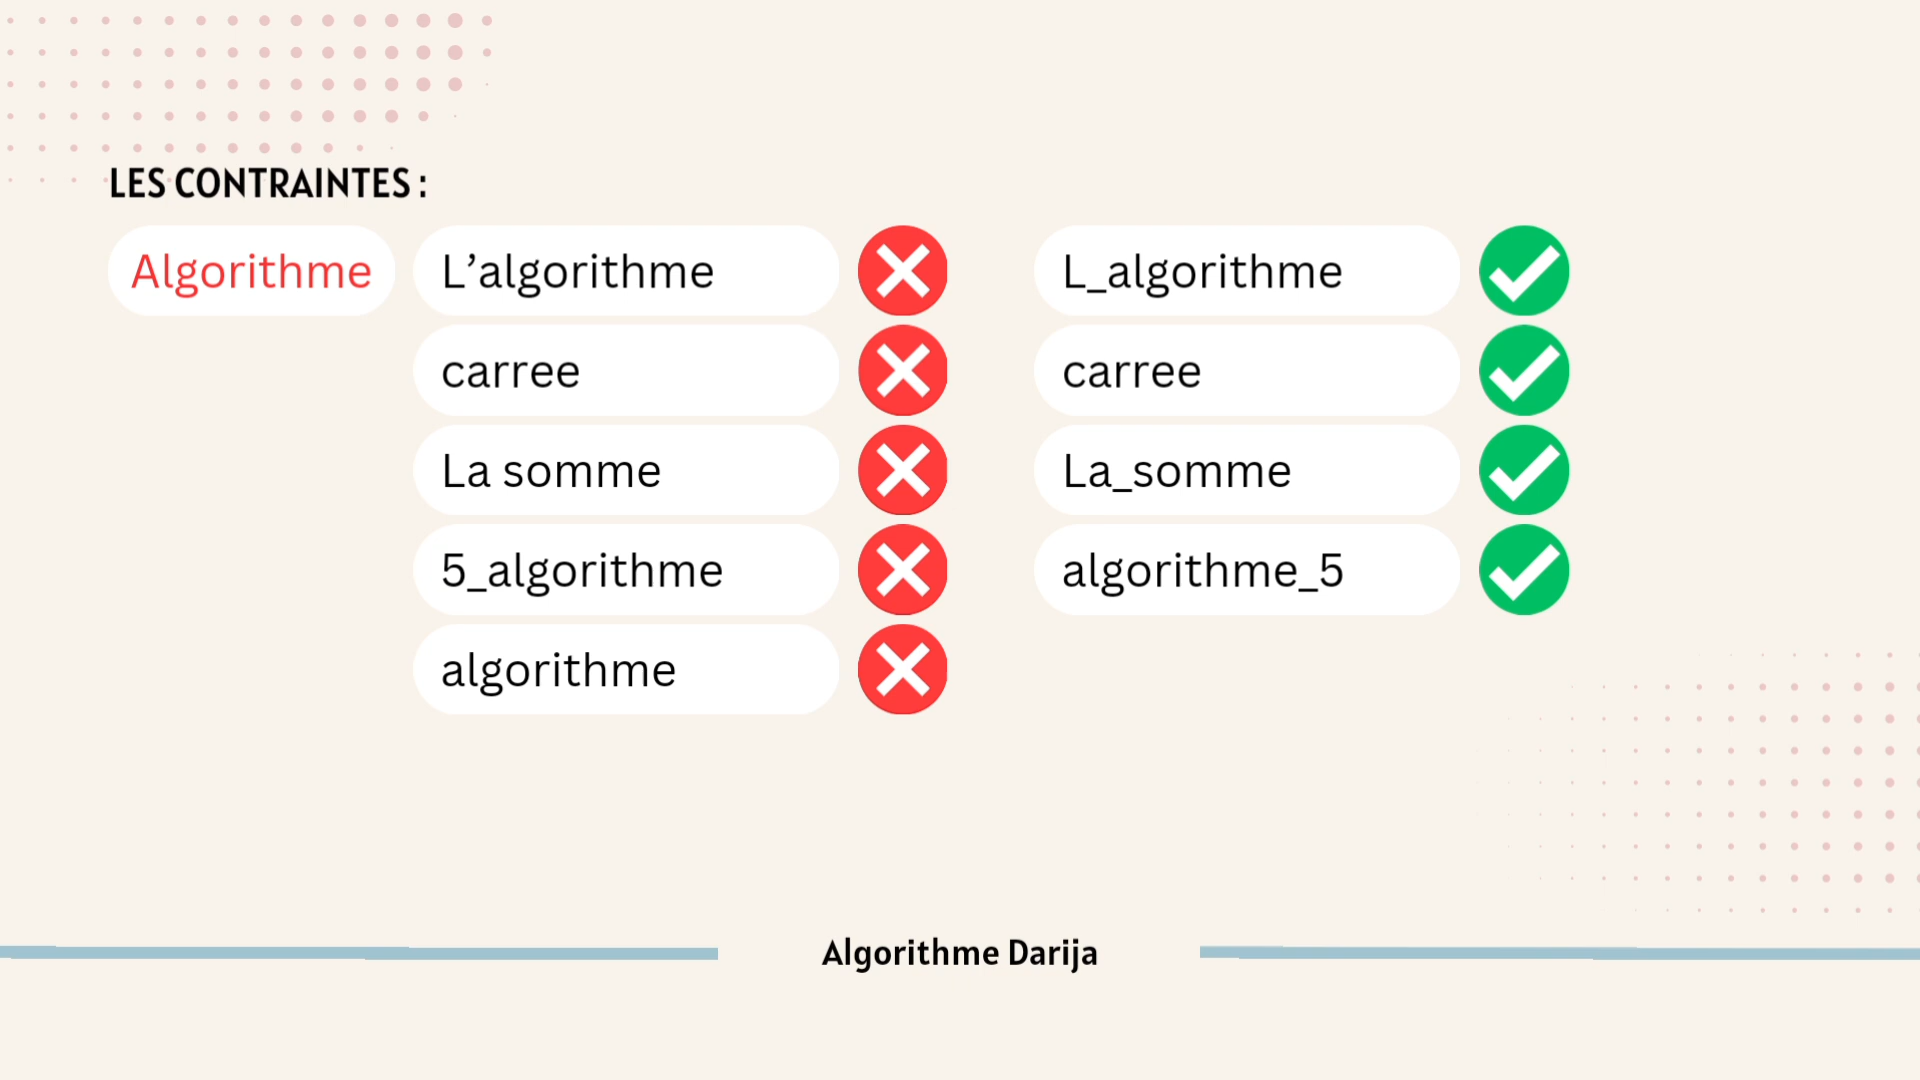 LES CONTRAINTES :
Algorithme L’algorithme L_algorithme
carree carree
La somme La_somme
5_algorithme algorithme_5
algorithme
Algorithme Darija